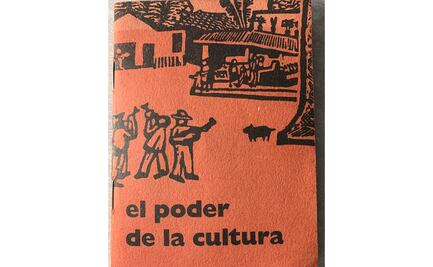 el poder
de la cultura